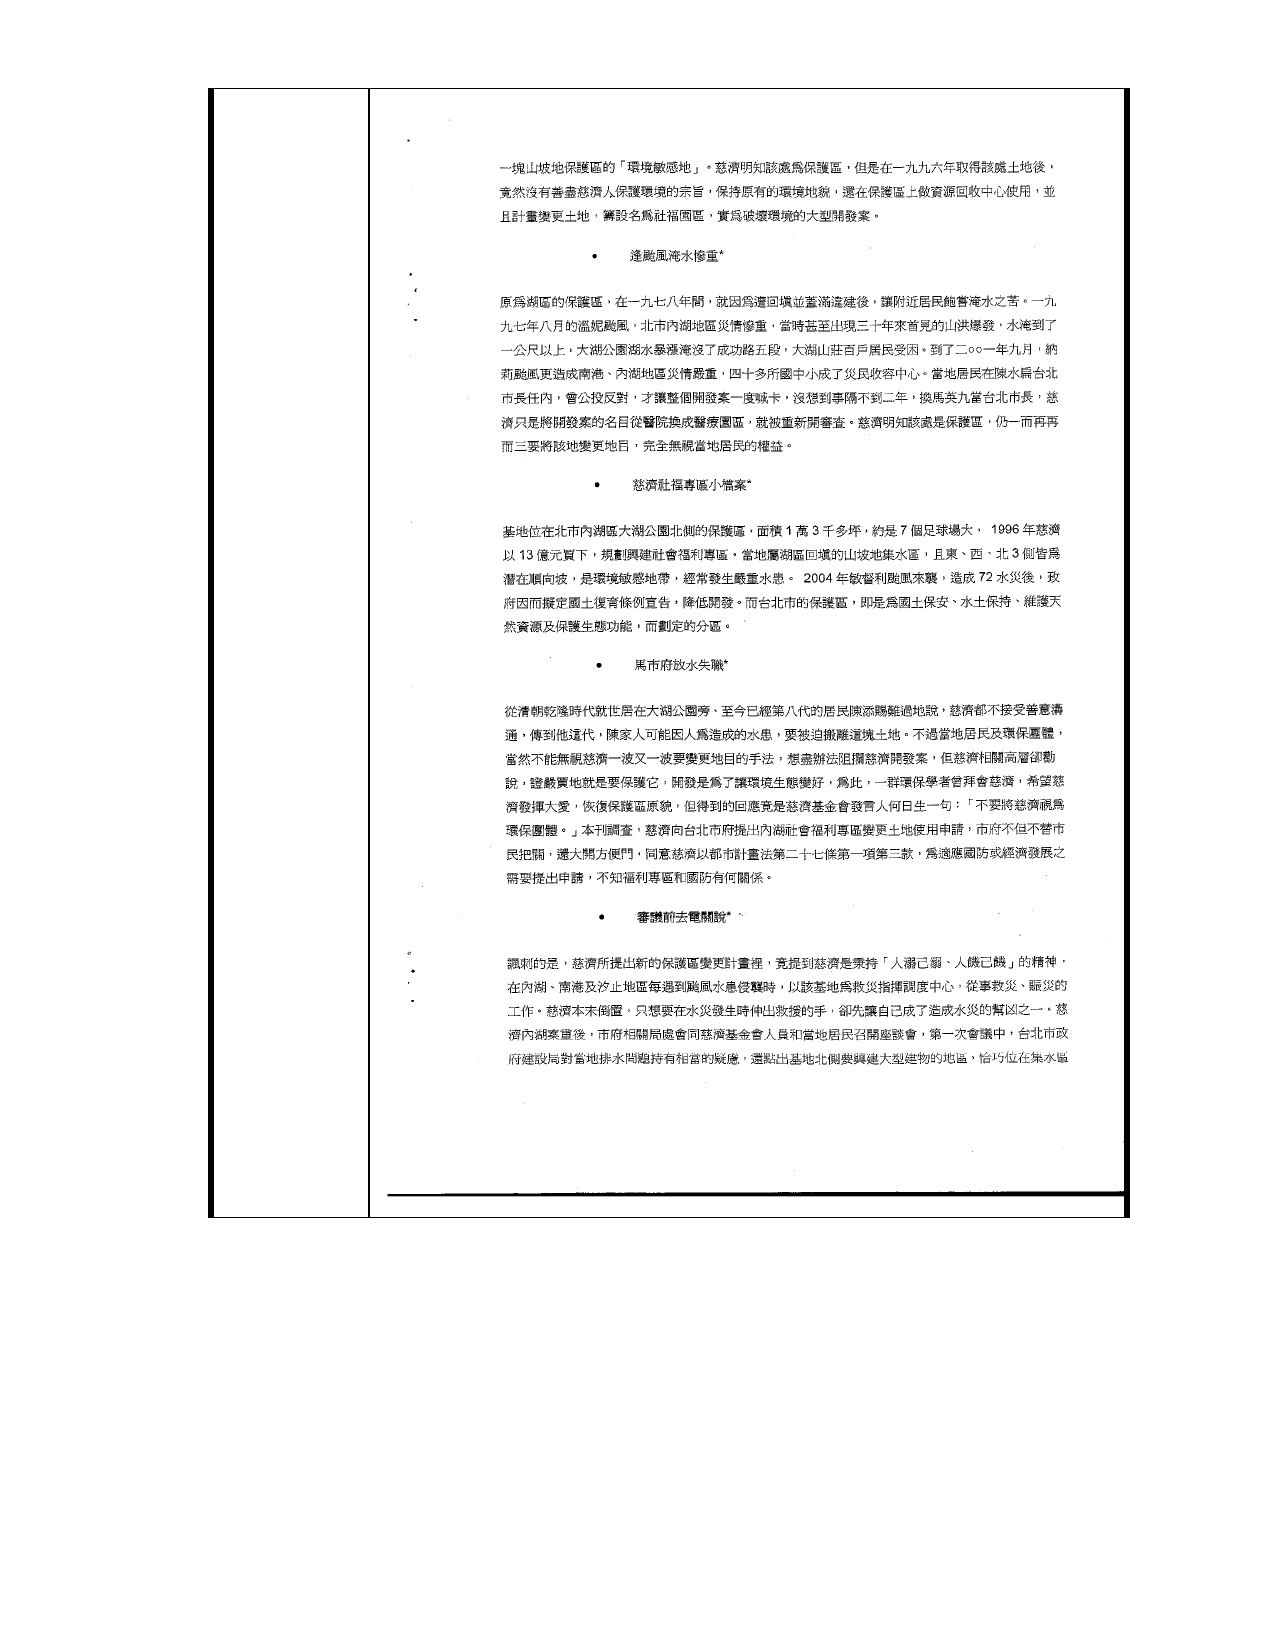 一塊山坡地保護區的「環境敏感地」。慈濟明知該處為保護區，但是在一九九六年取得該處土地後，
竟然沒有善盡慈濟人保護環境的宗旨，保持原有的環境地貌，還在保護區上做資源回收中心使用，並
且計畫變更土地，籌設名為社福園區，實為破壞環境的大型開發案。
• 逢颱風淹水慘重*
原為湖區的保護區，在一九七八年間，就因為遭回填並蓋滿違建後，讓附近居民飽嘗淹水之苦。一九
九七年八月的溫妮颱風，北市內湖地區災情慘重，當時甚至出現三十年來首見的山洪爆發，水淹到了
一公尺以上，大湖公園湖水暴漲淹沒了成功路五段，大湖山莊百戶居民受困。到了二○○一年九月，納
莉颱風更造成南港、內湖地區災情嚴重，四十多所國中小成了災民收容中心。當地居民在陳水扁台北
市長任內，曾公投反對，才讓整個開發案一度喊卡，沒想到事隔不到二年，換馬英九當台北市長，慈
濟只是將開發案的名目從醫院換成醫療園區，就被重新開審查。慈濟明知該處是保護區，仍一而再再
而三要將該地變更地目，完全無視當地居民的權益。
• 慈濟社福專區小檔案*
基地位在北市內湖區大湖公園北側的保護區，面積 1 萬 3 千多坪，約是 7 個足球場大， 1996 年慈濟
以 13 億元買下，規劃興建社會福利專區。當地屬湖區回填的山坡地集水區，且東、西、北 3 側皆為
潛在順向坡，是環境敏感地帶，經常發生嚴重水患。 2004 年敏督利颱風來襲，造成 72 水災後，政
府因而擬定國土復育條例宣告，降低開發。而台北市的保護區，即是為國土保安、水土保持、維護天
然資源及保護生態功能，而劃定的分區。
• 馬市府放水失職*
從清朝乾隆時代就世居在大湖公園旁、至今已經第八代的居民陳添賜難過地說，慈濟都不接受善意溝
通，傳到他這代，陳家人可能因人為造成的水患，要被迫搬離這塊土地。不過當地居民及環保團體，
當然不能無視慈濟一波又一波要變更地目的手法，想盡辦法阻攔慈濟開發案，但慈濟相關高層卻勸
說，證嚴買地就是要保護它，開發是為了讓環境生態變好，為此，一群環保學者曾拜會慈濟，希望慈
濟發揮大愛，恢復保護區原貌，但得到的回應竟是慈濟基金會發言人何日生一句：「不要將慈濟視為
環保團體。」本刊調查，慈濟向台北市府提出內湖社會福利專區變更土地使用申請，市府不但不替市
民把關，還大開方便門，同意慈濟以都市計畫法第二十七條第一項第三款，為適應國防或經濟發展之
需要提出申請，不知福利專區和國防有何關係。
• 審議前去電關說*
諷刺的是，慈濟所提出新的保護區變更計畫裡，竟提到慈濟是秉持「人溺己溺、人饑己饑」的精神，
在內湖、南港及汐止地區每遇到颱風水患侵襲時，以該基地為救災指揮調度中心，從事救災、賑災的
工作。慈濟本末倒置，只想要在水災發生時伸出救援的手，卻先讓自己成了造成水災的幫凶之一。慈
濟內湖案重後，市府相關局處會同慈濟基金會人員和當地居民召開座談會，第一次會議中，台北市政
府建設局對當地排水問題持有相當的疑慮，還點出基地北側要興建大型建物的地區，恰巧位在集水區